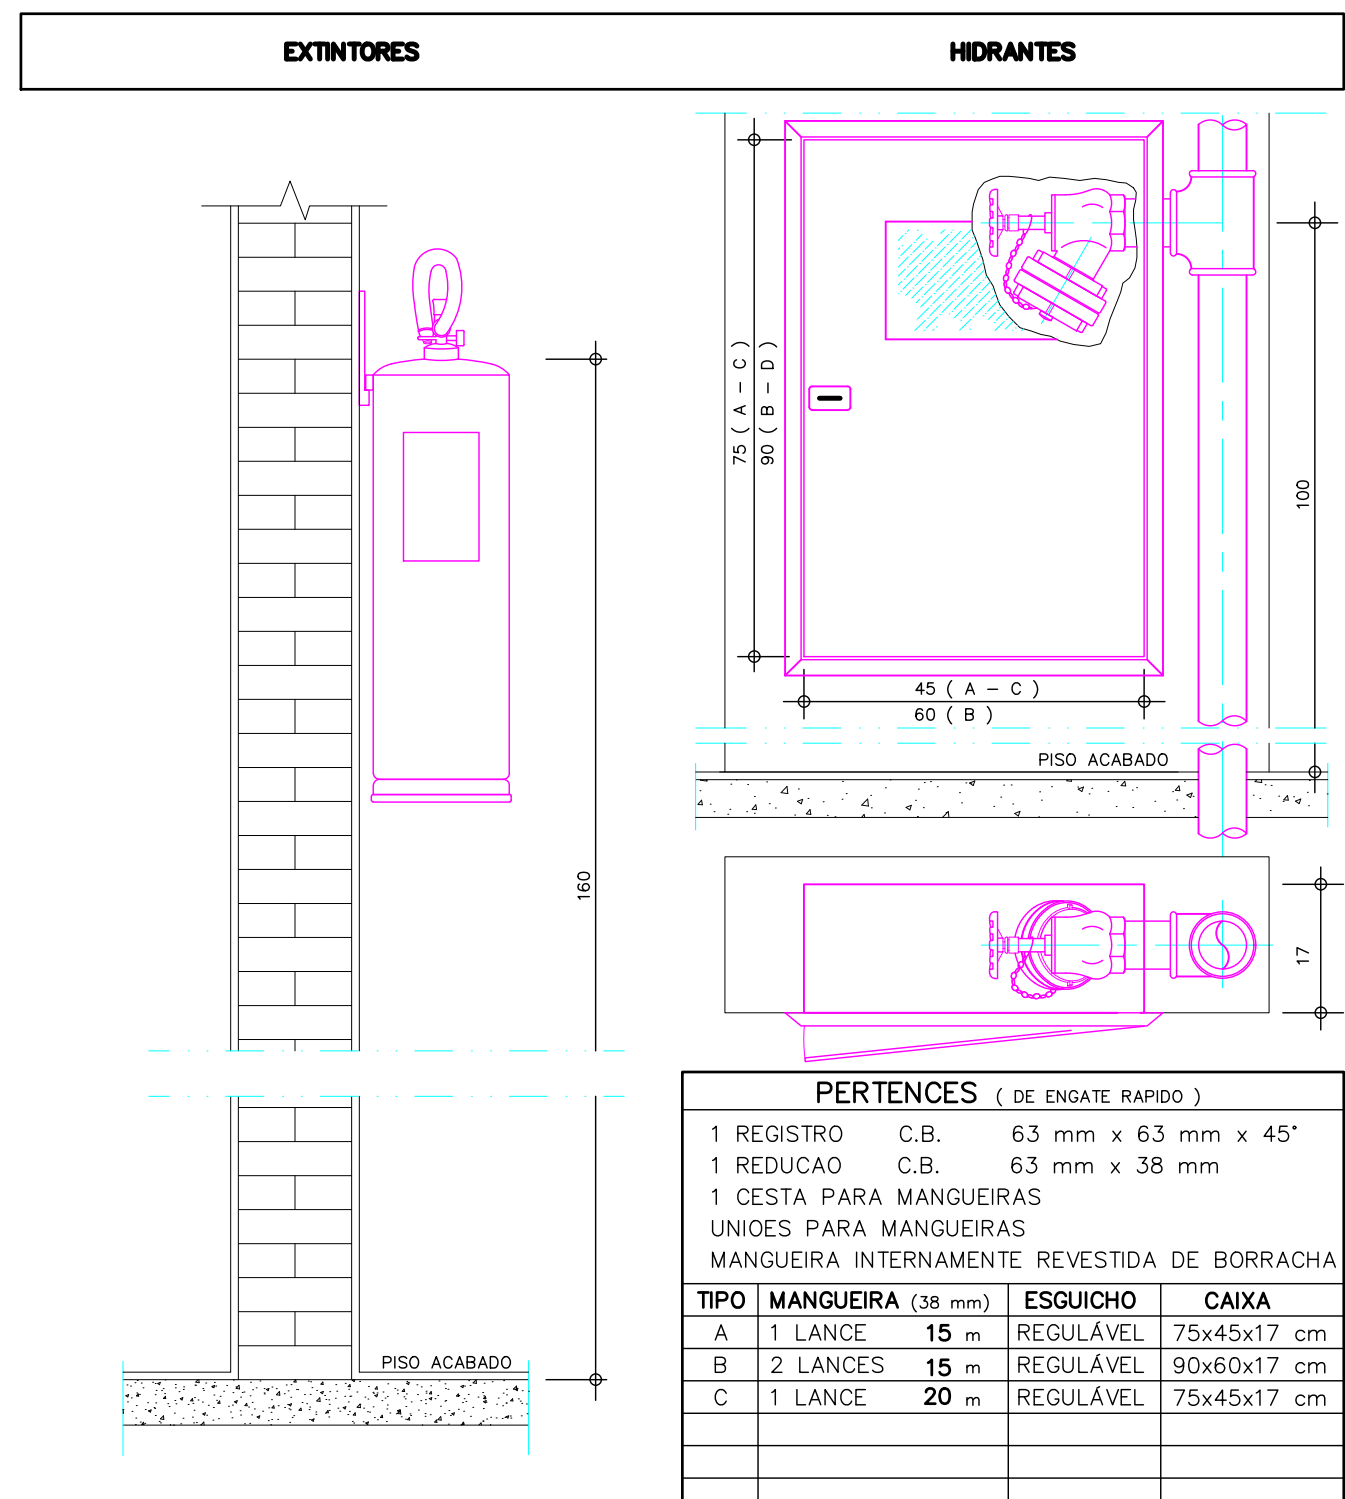 EXTINTORES
HIDRANTES
160
PISO ACABADO
75 ( A - C )
90 ( B - D )
45 ( A - C )
60 ( B )
100
PISO ACABADO
17
PERTENCES ( DE ENGATE RAPIDO )
1 REGISTRO C.B. 63 mm x 63 mm x 45°
1 REDUCAO C.B. 63 mm x 38 mm
1 CESTA PARA MANGUEIRAS
UNIOES PARA MANGUEIRAS
MANGUEIRA INTERNAMENTE REVESTIDA DE BORRACHA
TIPO MANGUEIRA (38 mm) ESGUICHO CAIXA
A 1 LANCE 15 m REGULÁVEL 75x45x17 cm
B 2 LANCES 15 m REGULÁVEL 90x60x17 cm
C 1 LANCE 20 m REGULÁVEL 75x45x17 cm